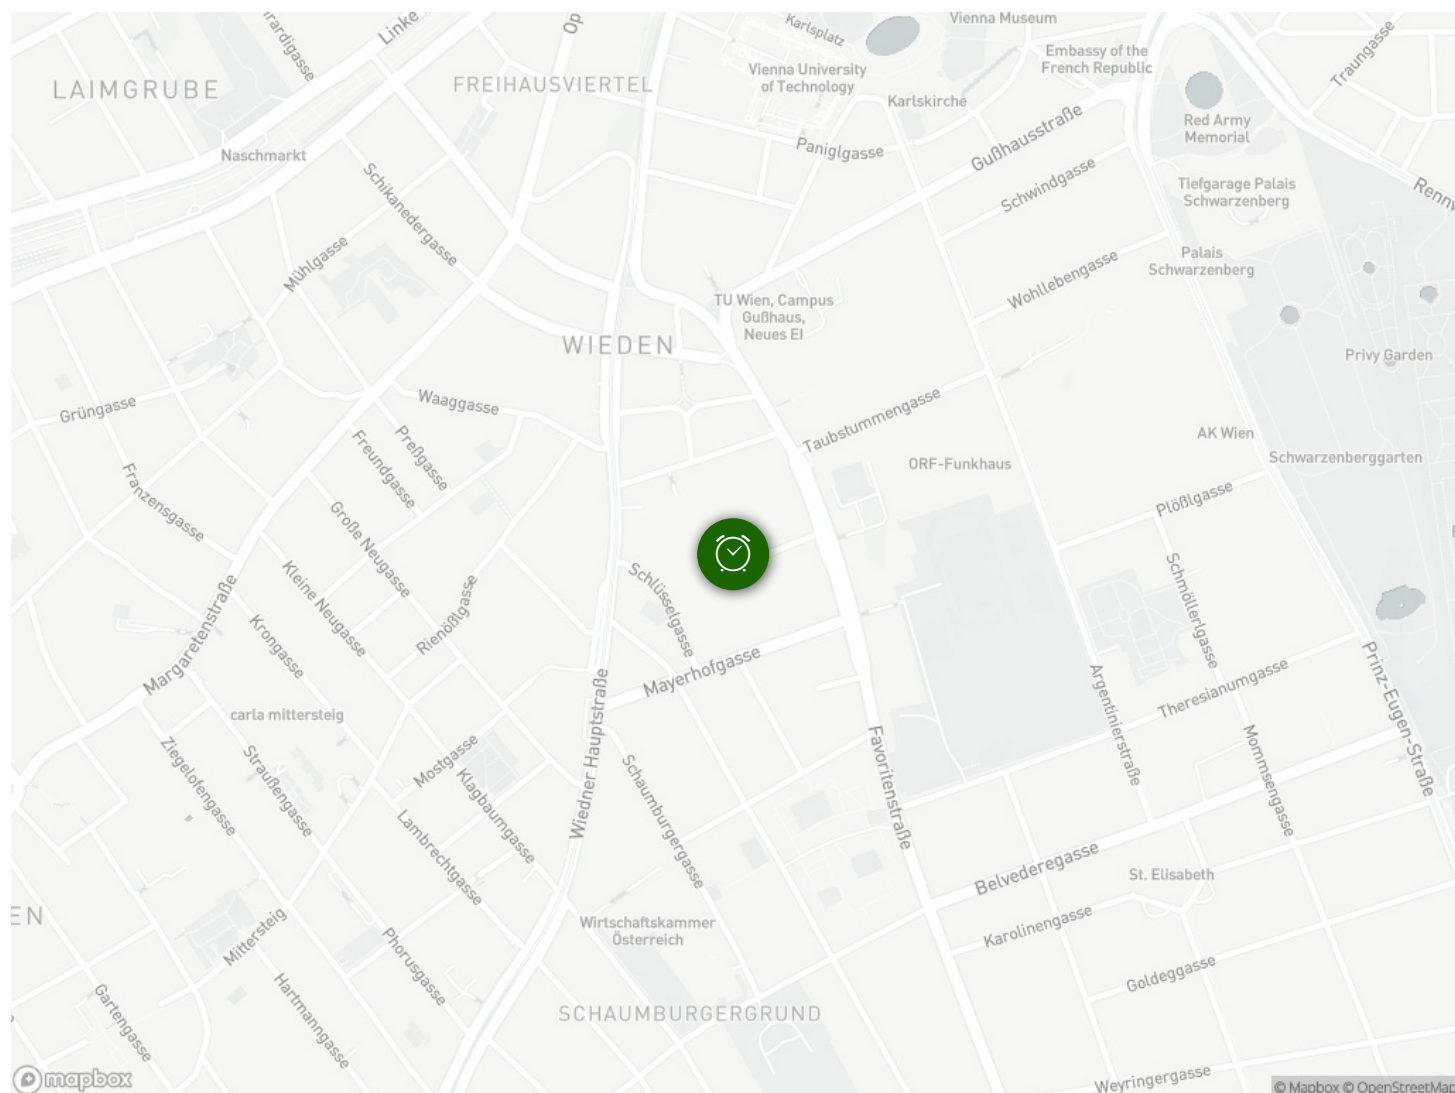 Linke
Karlsplatz
Vienna Museum
LAIMGRUBE
FREIHAUSVIERTEL
Vienna University
of Technology
Karlskirche
Embassy of the
French Republic
Traungasse
Red Army
Memorial
Naschmarkt
Paniglgasse
Gußhausstraße
Schwindgasse
Tiefgarage Palais
Schwarzenberg
Schikanedergasse
Mühlgasse
Palais
Schwarzenberg
Wohllebengasse
TU Wien, Campus
Gußhaus,
Neues EI
WIEDEN
Privy Garden
Grüngasse
Waaggasse
Preßgasse
Freundgasse
Taubstummengasse
AK Wien
ORF-Funkhaus
Schwarzenberggarten
Franzensgasse
Große Neugasse
Plößlgasse
Kleine Neugasse
Schlüsselgasse
Schmöllerlgasse
Margaretenstraße
Krongasse
Rienößlgasse
Mayerhofgasse
Argentinierstraße
Theresianumgasse
Prinz-Eugen-Straße
carla mittersteig
Wiedner Hauptstraße
Favoritenstraße
Ziegelofengasse
Straußengasse
Mostgasse
Klagbaumgasse
Schaumburgergasse
Mommsengasse
Lambrechtgasse
Belvederegasse
St. Elisabeth
Wirtschaftskammer
Österreich
Karolinengasse
Mittersteig
Phorusgasse
Goldeggasse
Gartengasse
Hartmanngasse
SCHAUMBURGERGRUND
Weyringergasse
mapbox
© Mapbox © OpenStreetMap